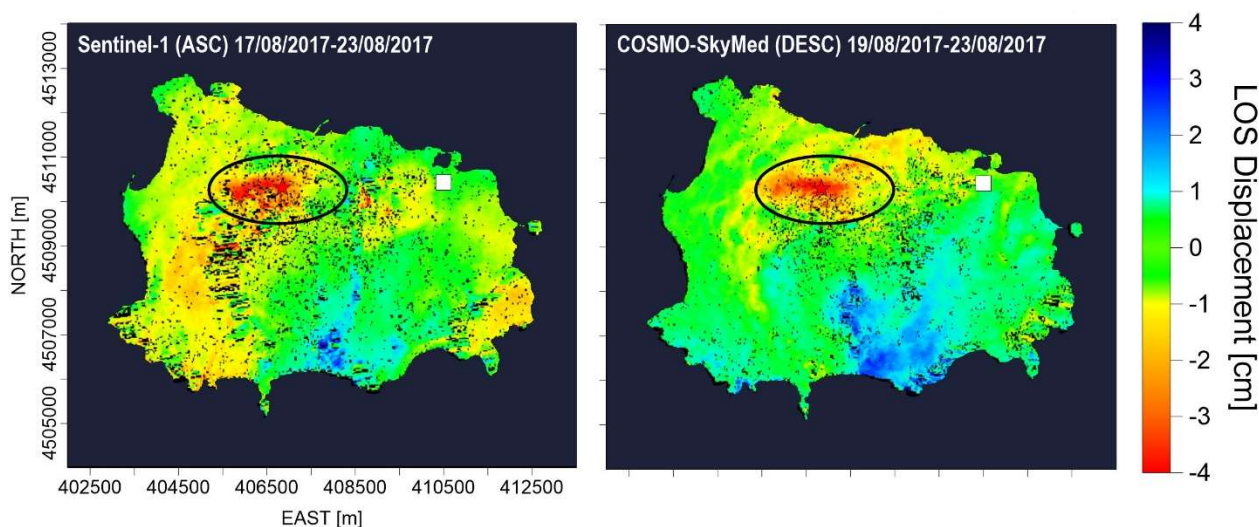 Sentinel-1 (ASC) 17/08/2017-23/08/2017
COSMO-SkyMed (DESC) 19/08/2017-23/08/2017
NORTH [m]
4513000
4511000
4509000
4507000
4505000
402500 404500 406500 408500 410500 412500
EAST [m]
4
3
2
1
0
-1
-2
-3
-4
LOS Displacement [cm]